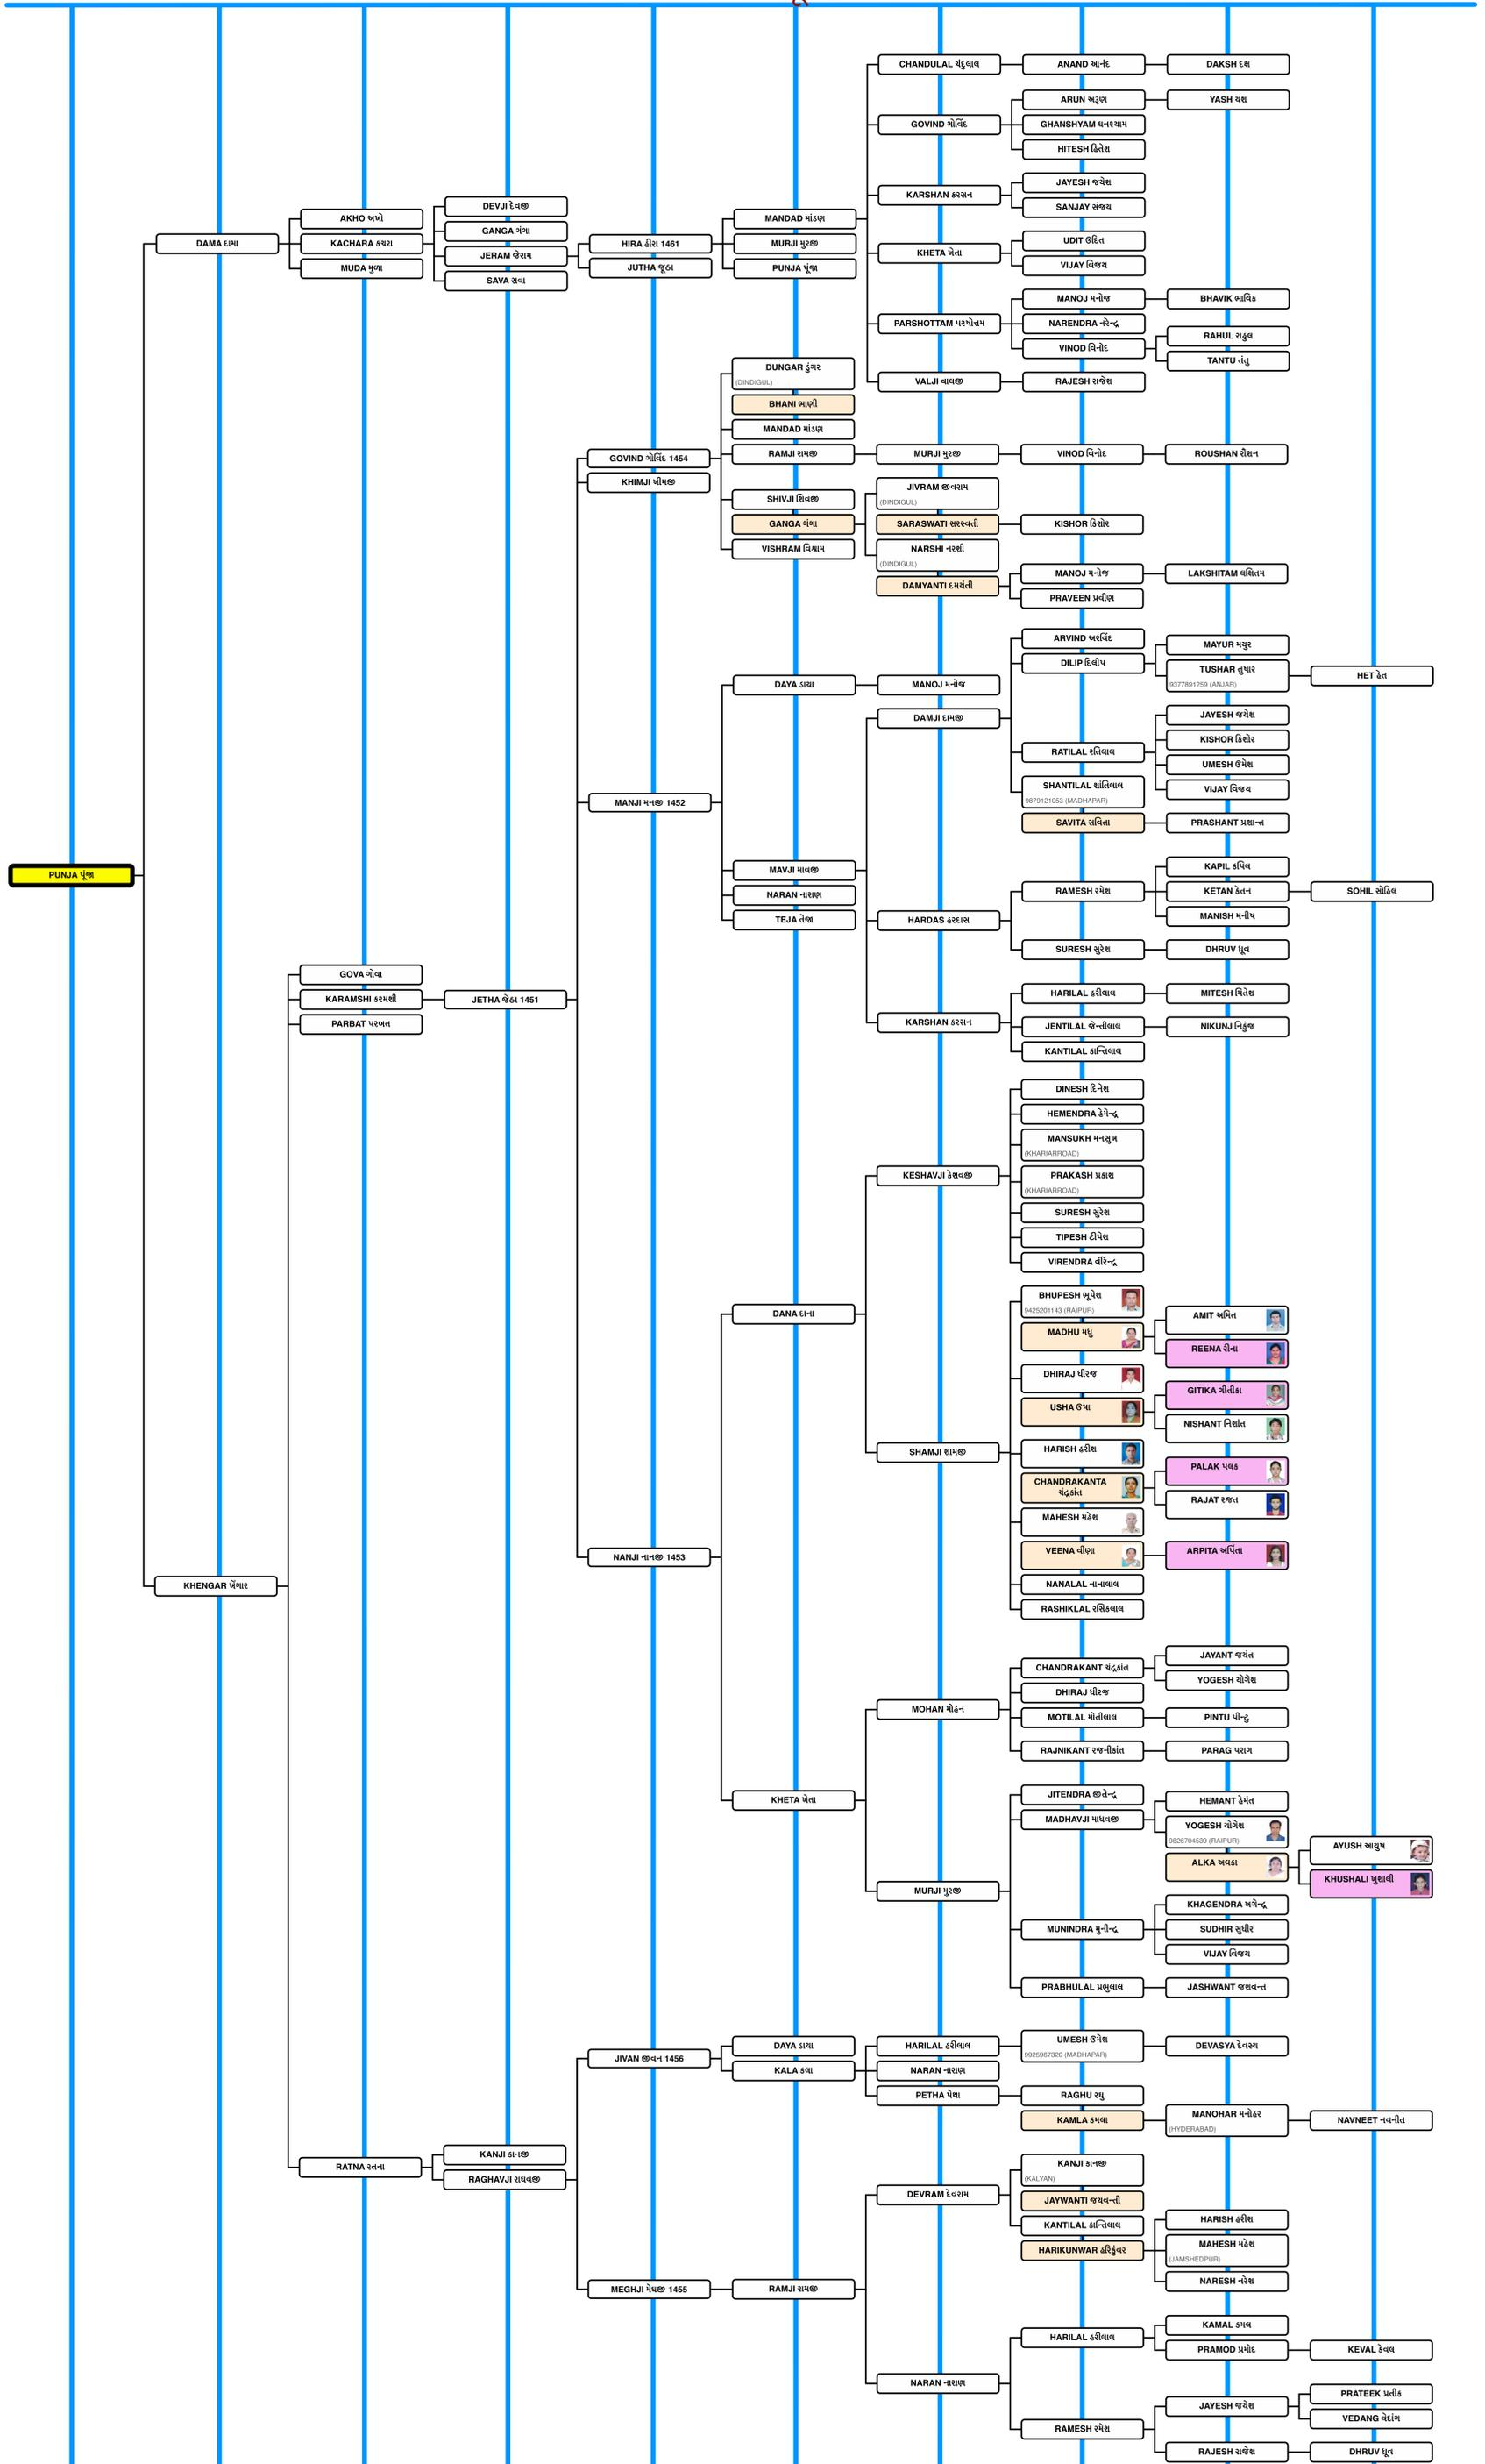 CHANDULAL ચંદુલાલ
ANAND આનંદ
DAKSH દક્ષ
ARUN અરૂણ
YASH યશ
GOVIND ગોવિંદ
GHANSHYAM ઘનશ્યામ
HITESH હિતેશ
JAYESH જયેશ
KARSHAN કરસન
SANJAY સંજય
DEVJI દેવજી
AKHO અખો
MANDAD માંડણ
GANGA ગંગા
UDIT ઉદિત
DAMA દામા
KACHARA કચરા
HIRA હીરા 1461
MURJI મુરજી
KHETA ખેતા
JERAM જેરામ
VIJAY વિજય
MUDA મુળા
JUTHA જૂઠા
PUNJA પૂંજા
SAVA સવા
MANOJ મનોજ
BHAVIK ભાવિક
PARSHOTTAM પરષોત્તમ
NARENDRA નરેન્દ્ર
RAHUL રાહુલ
VINOD વિનોદ
TANTU તંતુ
DUNGAR ડુંગર
(DINDIGUL)
VALJI વાલજી
RAJESH રાજેશ
BHANI ભાણી
MANDAD માંડણ
GOVIND ગોવિંદ 1454
RAMJI રામજી
MURJI મુરજી
VINOD વિનોદ
ROUSHAN રૌશન
KHIMJI ખીમજી
JIVRAM જીવરામ
(DINDIGUL)
SHIVJI શિવજી
GANGA ગંગા
SARASWATI સરસ્વતી
KISHOR કિશોર
VISHRAM વિશ્રામ
NARSHI નરશી
(DINDIGUL)
MANOJ મનોજ
LAKSHITAM લક્ષિતમ
DAMYANTI દમયંતી
PRAVEEN પ્રવીણ
ARVIND અરવિંદ
MAYUR મયુર
DILIP દિલીપ
TUSHAR તુષાર
9377891259 (ANJAR)
HET હેત
DAYA ડાયા
MANOJ મનોજ
DAMJI દામજી
JAYESH જયેશ
KISHOR કિશોર
RATILAL રતિલાલ
UMESH ઉમેશ
SHANTILAL શાંતિલાલ
9879121053 (MADHAPAR)
VIJAY વિજય
MANJI મનજી 1452
SAVITA સવિતા
PRASHANT પ્રશાન્ત
PUNJA પૂંજા
MAVJI માવજી
KAPIL કપિલ
NARAN નારાણ
RAMESH રમેશ
KETAN કેતન
SOHIL સોહિલ
TEJA તેજા
HARDAS હરદાસ
MANISH મનીષ
SURESH સુરેશ
DHRUV ધ્રૂવ
GOVA ગોવા
KARAMSHI કરમશી
JETHA જેઠા 1451
HARILAL હરીલાલ
MITESH મિતેશ
PARBAT પરબત
KARSHAN કરસન
JENTILAL જેન્તીલાલ
NIKUNJ નિકુંજ
KANTILAL કાન્તિલાલ
DINESH દિનેશ
HEMENDRA હેમેન્દ્ર
MANSUKH મનસુખ
(KHARIARROAD)
KESHAVJI કેશવજી
PRAKASH પ્રકાશ
(KHARIARROAD)
SURESH સુરેશ
TIPESH ટીપેશ
VIRENDRA વીરેન્દ્ર
DANA દાના
BHUPESH ભૂપેશ
9425201143 (RAIPUR)
AMIT અમિત
MADHU મધુ
REENA રીના
DHIRAJ ધીરજ
GITIKA ગીતીકા
USHA ઉષા
NISHANT નિશાંત
SHAMJI શામજી
HARISH હરીશ
PALAK પલક
CHANDRAKANTA
ચંદ્રકાંત
RAJAT રજત
MAHESH મહેશ
NANJI નાનજી 1453
VEENA વીણા
ARPITA અર્પિતા
KHENGAR ખેંગાર
NANALAL નાનાલાલ
RASHIKLAL રસિકલાલ
JAYANT જયંત
CHANDRAKANT ચંદ્રકાંત
YOGESH યોગેશ
DHIRAJ ધીરજ
MOHAN મોહન
MOTILAL મોતીલાલ
PINTU પીન્ટુ
RAJNIKANT રજનીકાંત
PARAG પરાગ
JITENDRA જીતેન્દ્ર
KHETA ખેતા
HEMANT હેમંત
MADHAVJI માધવજી
YOGESH યોગેશ
9826704539 (RAIPUR)
AYUSH આયુષ
ALKA અલકા
KHUSHALI ખુશાલી
MURJI મુરજી
KHAGENDRA ખગેન્દ્ર
MUNINDRA મુનીન્દ્ર
SUDHIR સુધીર
VIJAY વિજય
PRABHULAL પ્રભુલાલ
JASHWANT જશવન્ત
DAYA ડાયા
HARILAL હરીલાલ
UMESH ઉમેશ
9925967320 (MADHAPAR)
DEVASYA દેવસ્ય
JIVAN જીવન 1456
KALA કલા
NARAN નારાણ
PETHA પેથા
RAGHU રઘુ
KAMLA કમલા
MANOHAR મનોહર
(HYDERABAD)
NAVNEET નવનીત
KANJI કાનજી
RATNA રતના
KANJI કાનજી
(KALYAN)
RAGHAVJI રાઘવજી
DEVRAM દેવરામ
JAYWANTI જયવન્તી
KANTILAL કાન્તિલાલ
HARISH હરીશ
HARIKUNWAR હરિકુંવર
MAHESH મહેશ
(JAMSHEDPUR)
NARESH નરેશ
MEGHJI મેઘજી 1455
RAMJI રામજી
KAMAL કમલ
HARILAL હરીલાલ
PRAMOD પ્રમોદ
KEVAL કેવલ
NARAN નારાણ
PRATEEK પ્રતીક
JAYESH જયેશ
VEDANG વેદાંગ
RAMESH રમેશ
RAJESH રાજેશ
DHRUV ધ્રૂવ